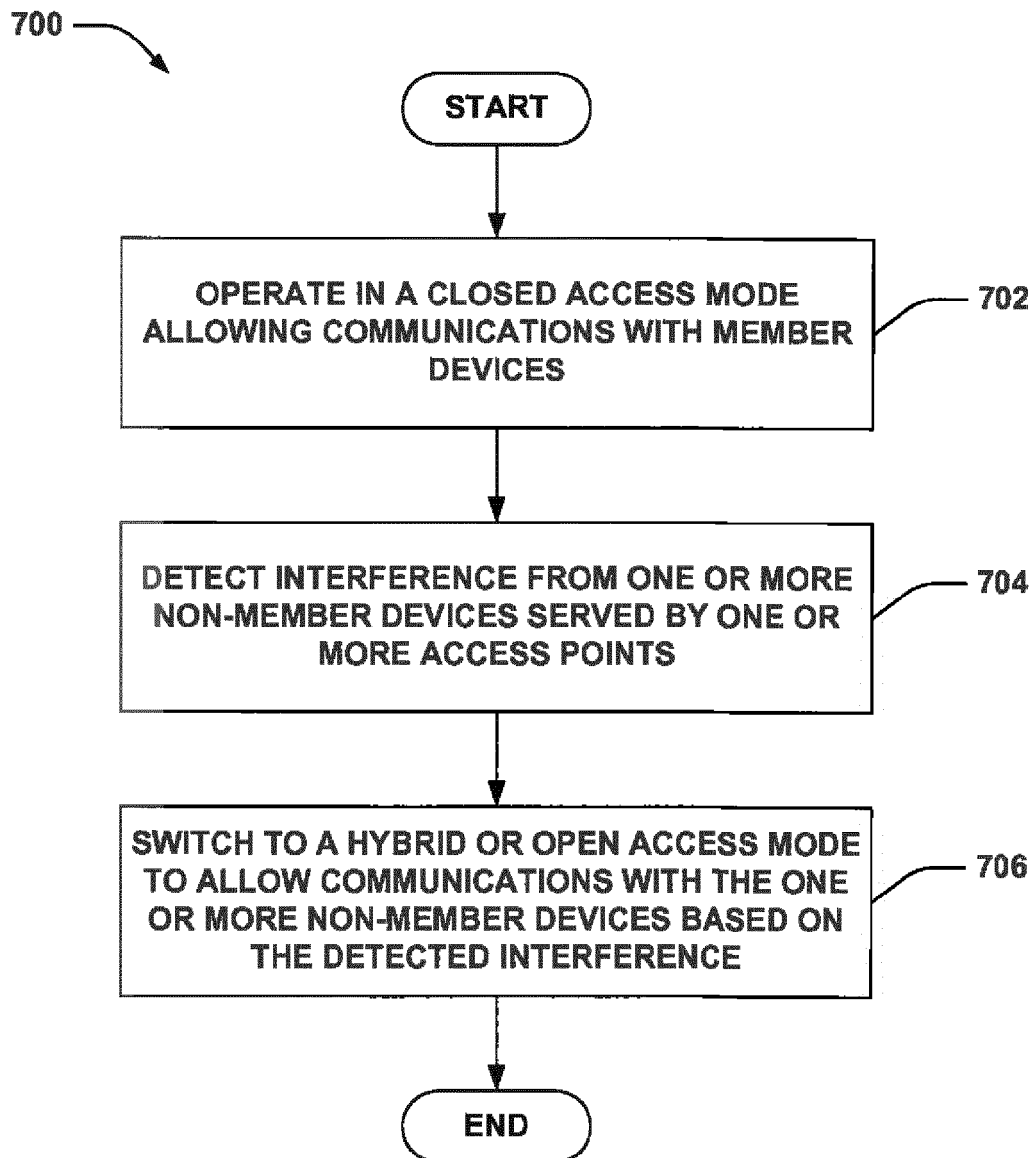 700
START
OPERATE IN A CLOSED ACCESS MODE
ALLOWING COMMUNICATIONS WITH MEMBER
DEVICES
702
DETECT INTERFERENCE FROM ONE OR MORE
NON-MEMBER DEVICES SERVED BY ONE OR
MORE ACCESS POINTS
704
SWITCH TO A HYBRID OR OPEN ACCESS MODE
TO ALLOW COMMUNICATIONS WITH THE ONE
OR MORE NON-MEMBER DEVICES BASED ON
THE DETECTED INTERFERENCE
706
END